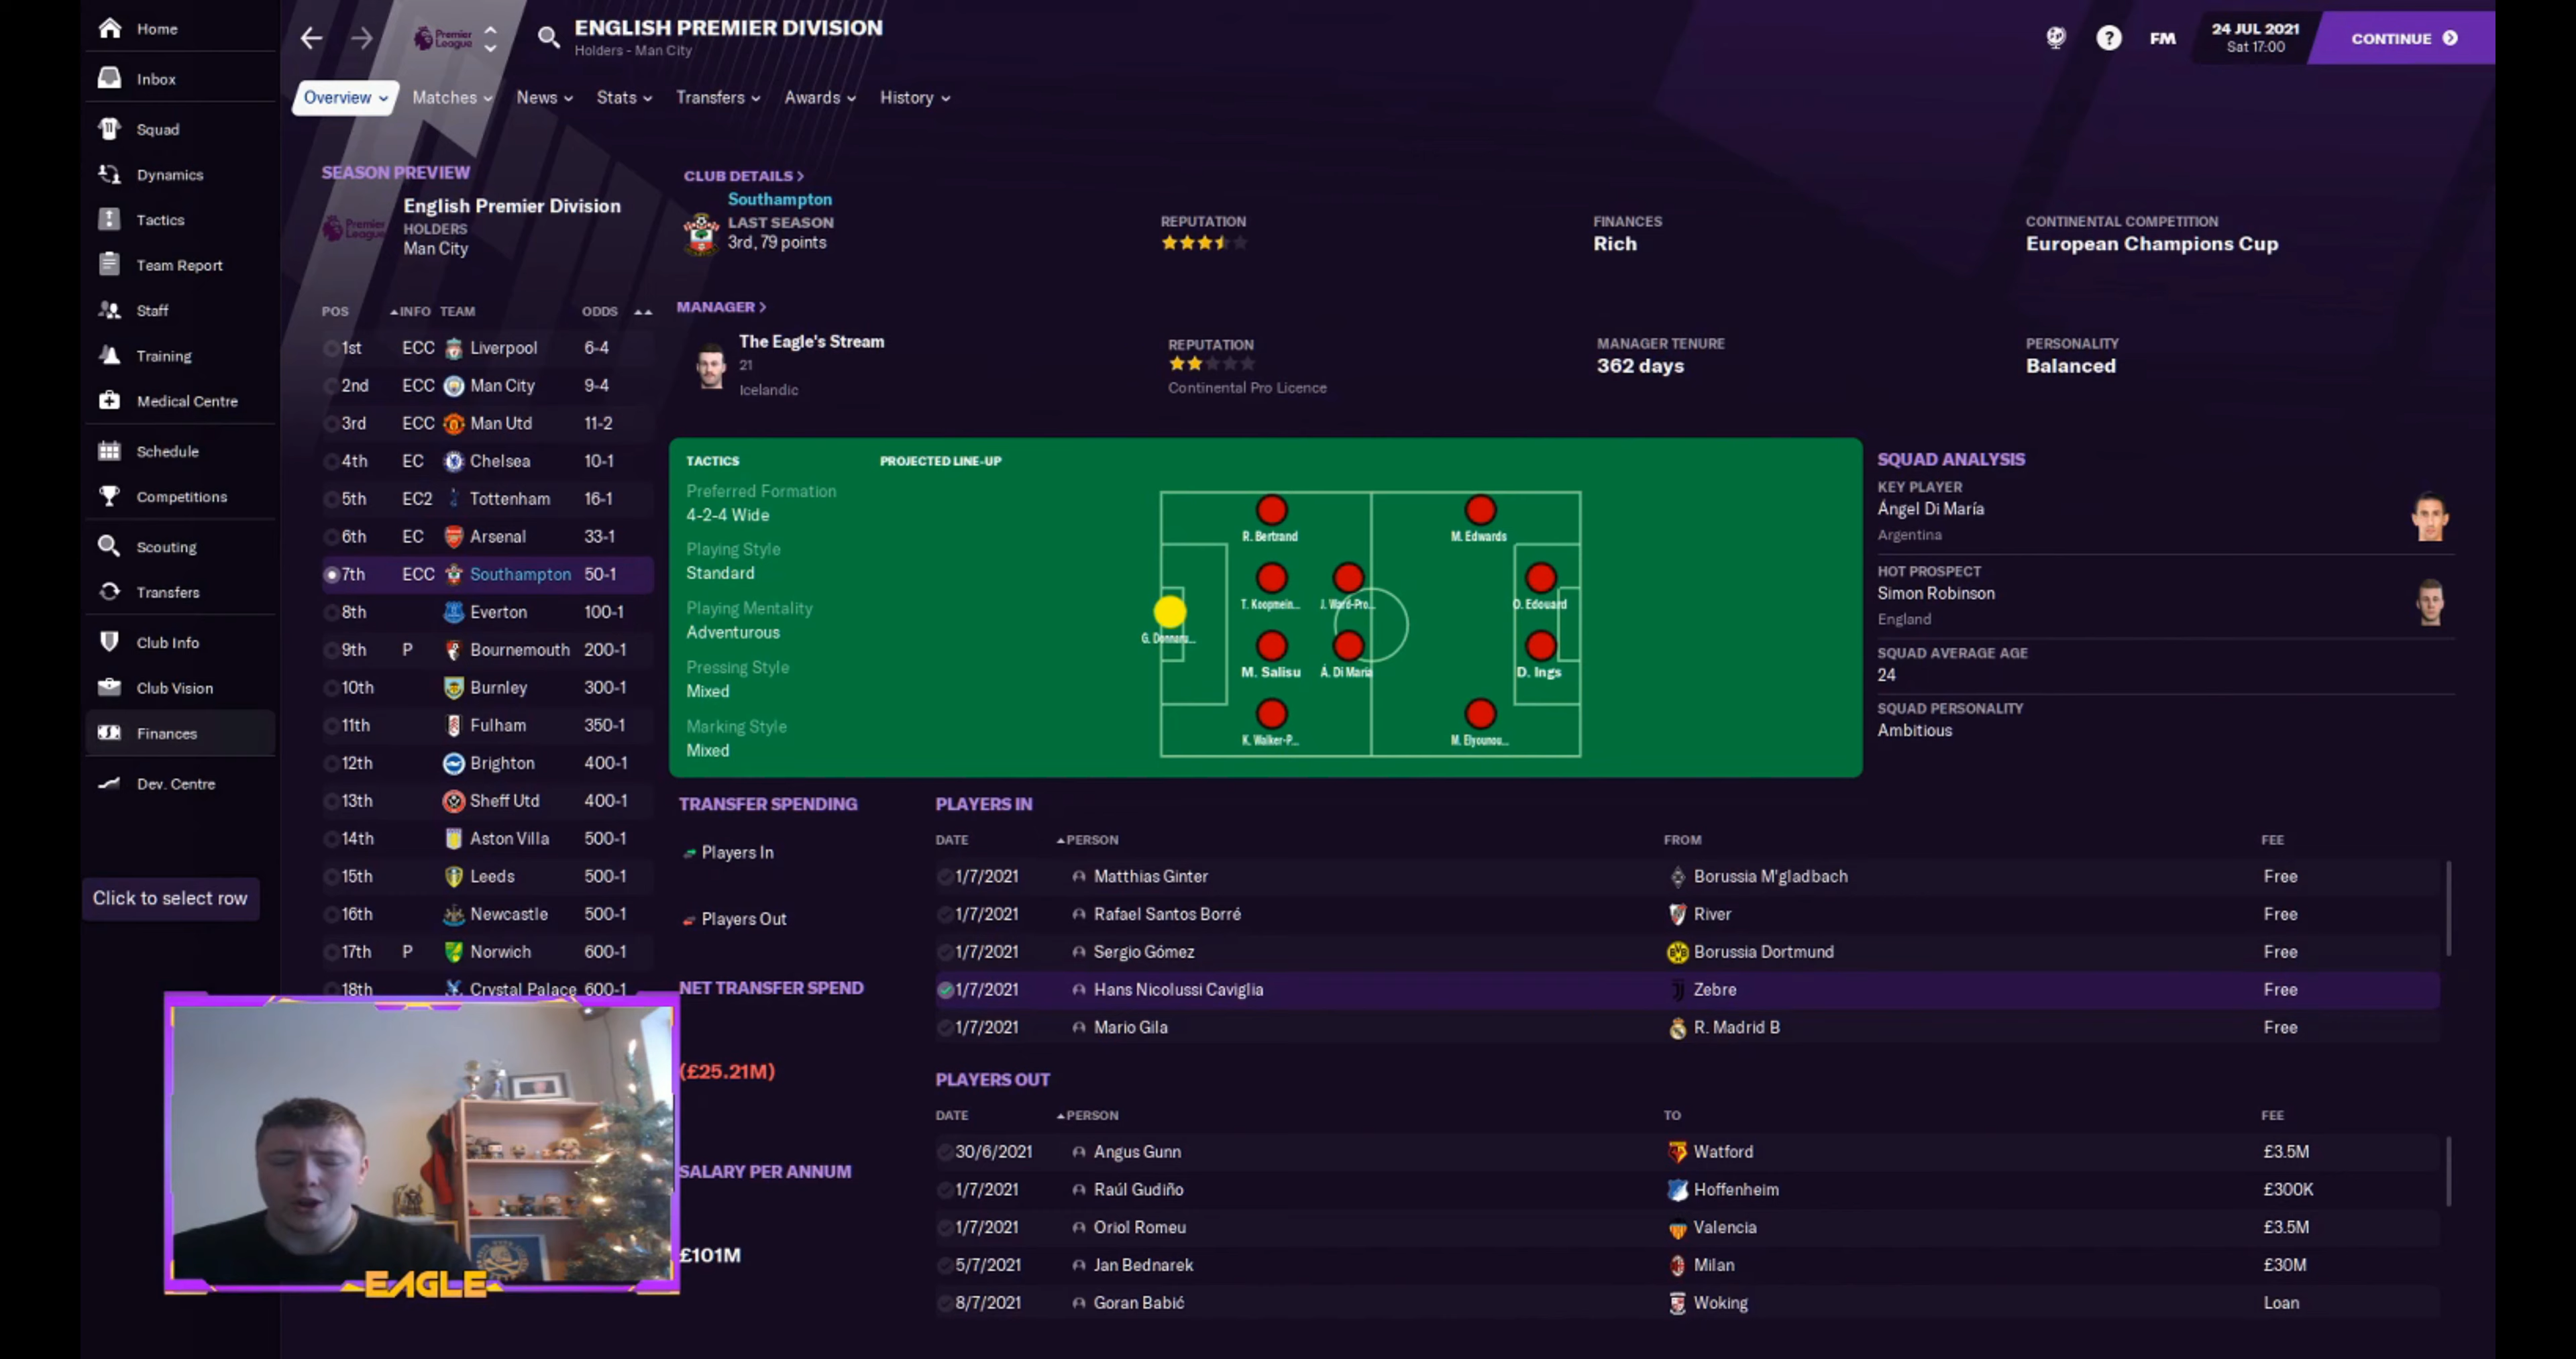 Home
Inbox
Squad
Dynamics
Tactics
Team Report
Staff
Training
Medical Centre
Schedule
Competitions
Scouting
Transfers
Club Info
Club Vision
Finances
Dev. Centre
Click to select row
Premier League
ENGLISH PREMIER DIVISION
Holders - Man City
? FM 24 JUL 2021
Sat 17:00
CONTINUE
Overview Matches News Stats Transfers Awards History
SEASON PREVIEW
Premier League
English Premier Division
HOLDERS
Man City
POS INFO TEAM ODDS
1st ECC Liverpool 6-4
2nd ECC Man City 9-4
3rd ECC Man Utd 11-2
4th EC Chelsea 10-1
5th EC2 Tottenham 16-1
6th EC Arsenal 33-1
7th ECC Southampton 50-1
8th Everton 100-1
9th P Bournemouth 200-1
10th Burnley 300-1
11th Fulham 350-1
12th Brighton 400-1
13th Sheff Utd 400-1
14th Aston Villa 500-1
15th Leeds 500-1
16th Newcastle 500-1
17th P Norwich 600-1
18th Crystal Palace 600-1
CLUB DETAILS >
Southampton
LAST SEASON
3rd, 79 points
REPUTATION
FINANCES
Rich
CONTINENTAL COMPETITION
European Champions Cup
MANAGER >
The Eagle's Stream
21
Icelandic
REPUTATION
Continental Pro Licence
MANAGER TENURE
362 days
PERSONALITY
Balanced
TACTICS
Preferred Formation
4-2-4 Wide
Playing Style
Standard
Playing Mentality
Adventurous
Pressing Style
Mixed
Marking Style
Mixed
PROJECTED LINE-UP
R. Bertrand M. Edwards
T. Koopmein... J. Ward-Pro... O. Edouard
G. Donnaru...
M. Salisu Á. Di María D. Ings
K. Walker-P... M. Elyounou...
SQUAD ANALYSIS
KEY PLAYER
Ángel Di María
Argentina
HOT PROSPECT
Simon Robinson
England
SQUAD AVERAGE AGE
24
SQUAD PERSONALITY
Ambitious
TRANSFER SPENDING
Players In
Players Out
NET TRANSFER SPEND
(£25.21M)
SALARY PER ANNUM
£101M
PLAYERS IN
DATE PERSON FROM FEE
1/7/2021 Matthias Ginter Borussia M'gladbach Free
1/7/2021 Rafael Santos Borré River Free
1/7/2021 Sergio Gómez Borussia Dortmund Free
1/7/2021 Hans Nicolussi Caviglia Zebre Free
1/7/2021 Mario Gila R. Madrid B Free
PLAYERS OUT
DATE PERSON TO FEE
30/6/2021 Angus Gunn Watford £3.5M
1/7/2021 Raúl Gudiño Hoffenheim £300K
1/7/2021 Oriol Romeu Valencia £3.5M
5/7/2021 Jan Bednarek Milan £30M
8/7/2021 Goran Babić Woking Loan
EAGLE